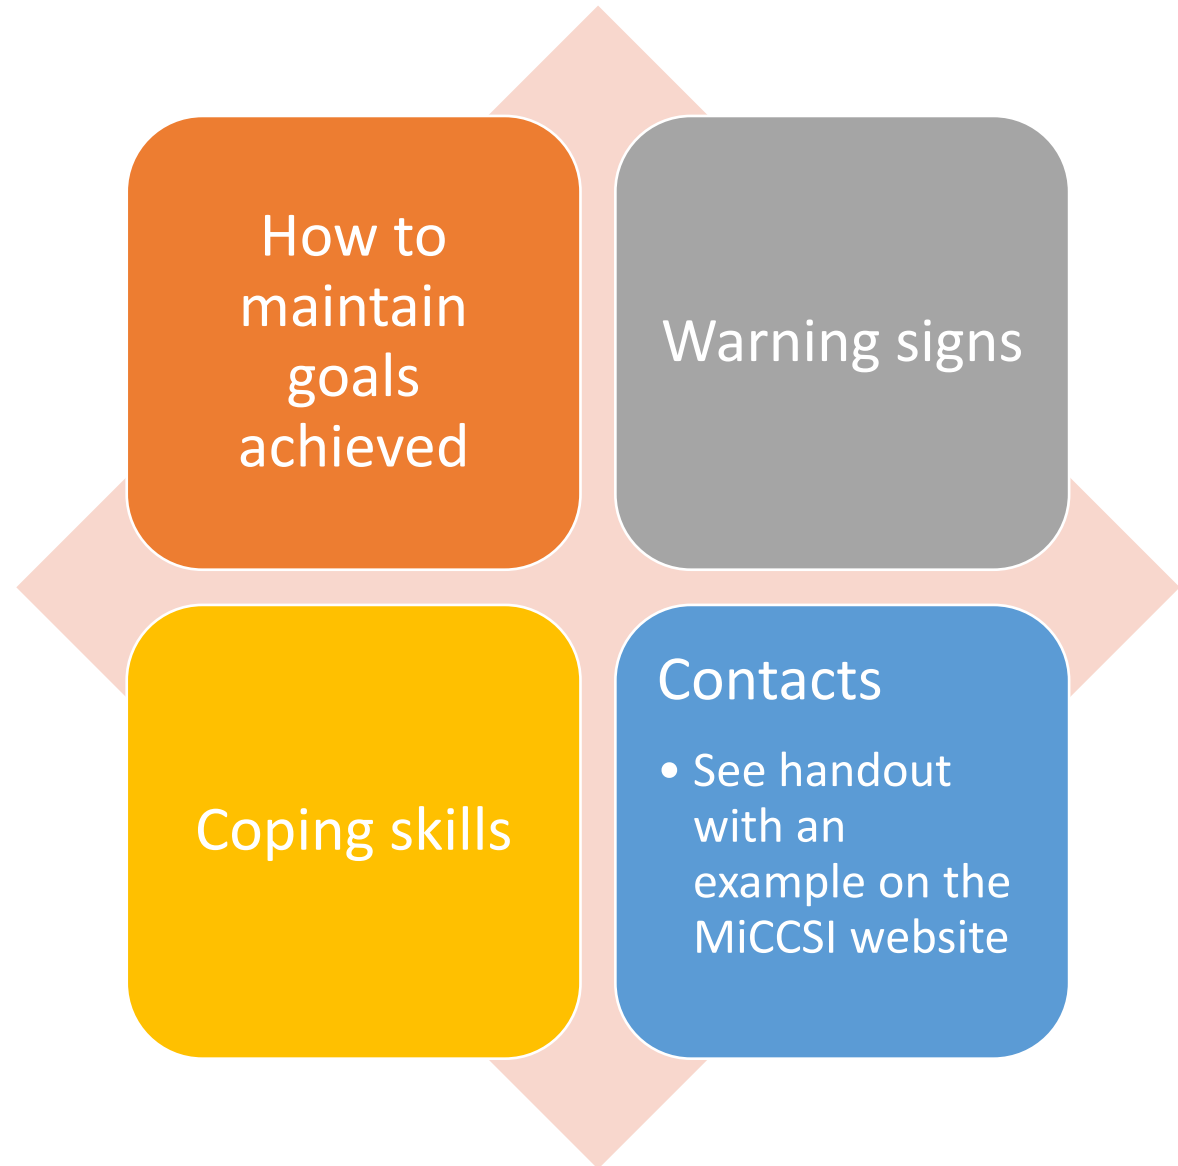 How to
maintain
goals
achieved
Warning signs
Coping skills
Contacts
• See handout
with an
example on the
MiCCSI website